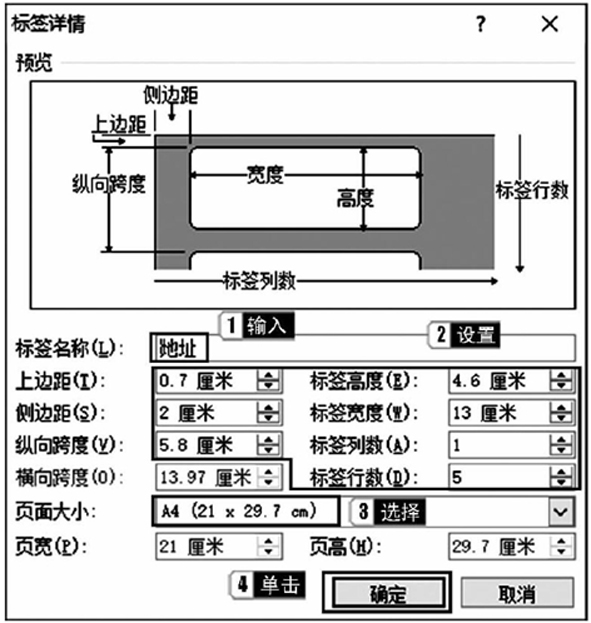 标签详情 ? ×
预览
侧边距
上边距
纵向跨度
宽度
高度
标签行数
标签列数
1 输入
2 设置
标签名称(L): 地址
上边距(T): 0.7 厘米 标签高度(E): 4.6 厘米
侧边距(S): 2 厘米 标签宽度(W): 13 厘米
纵向跨度(V): 5.8 厘米 标签列数(A): 1
横向跨度(O): 13.97 厘米 标签行数(D): 5
页面大小: A4 (21 x 29.7 cm) 3 选择
页宽(P): 21 厘米 页高(H): 29.7 厘米
4 单击 确定 取消